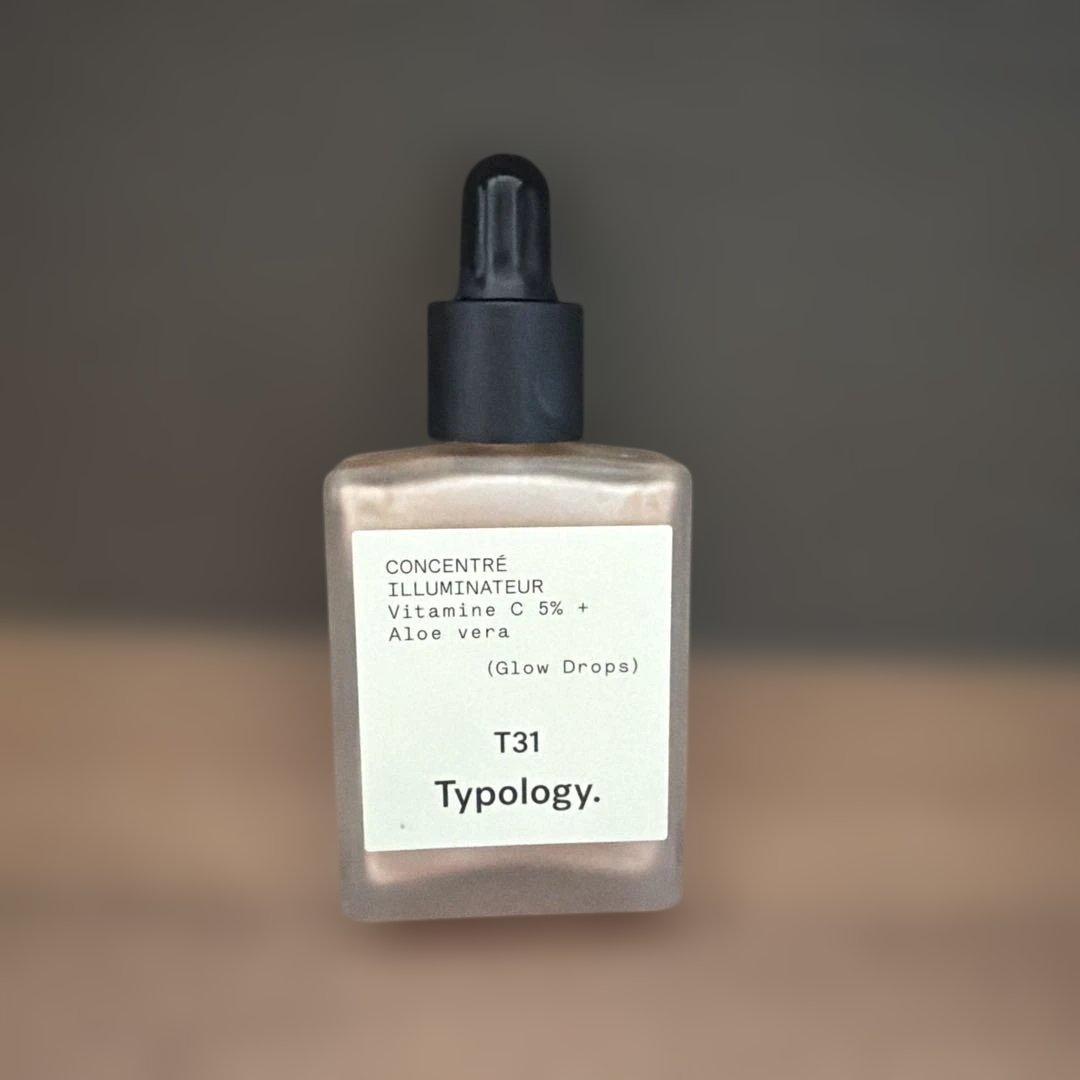 CONCENTRÉ
ILLUMINATEUR
Vitamine C 5% +
Aloe vera
(Glow Drops)
T31
Typology.